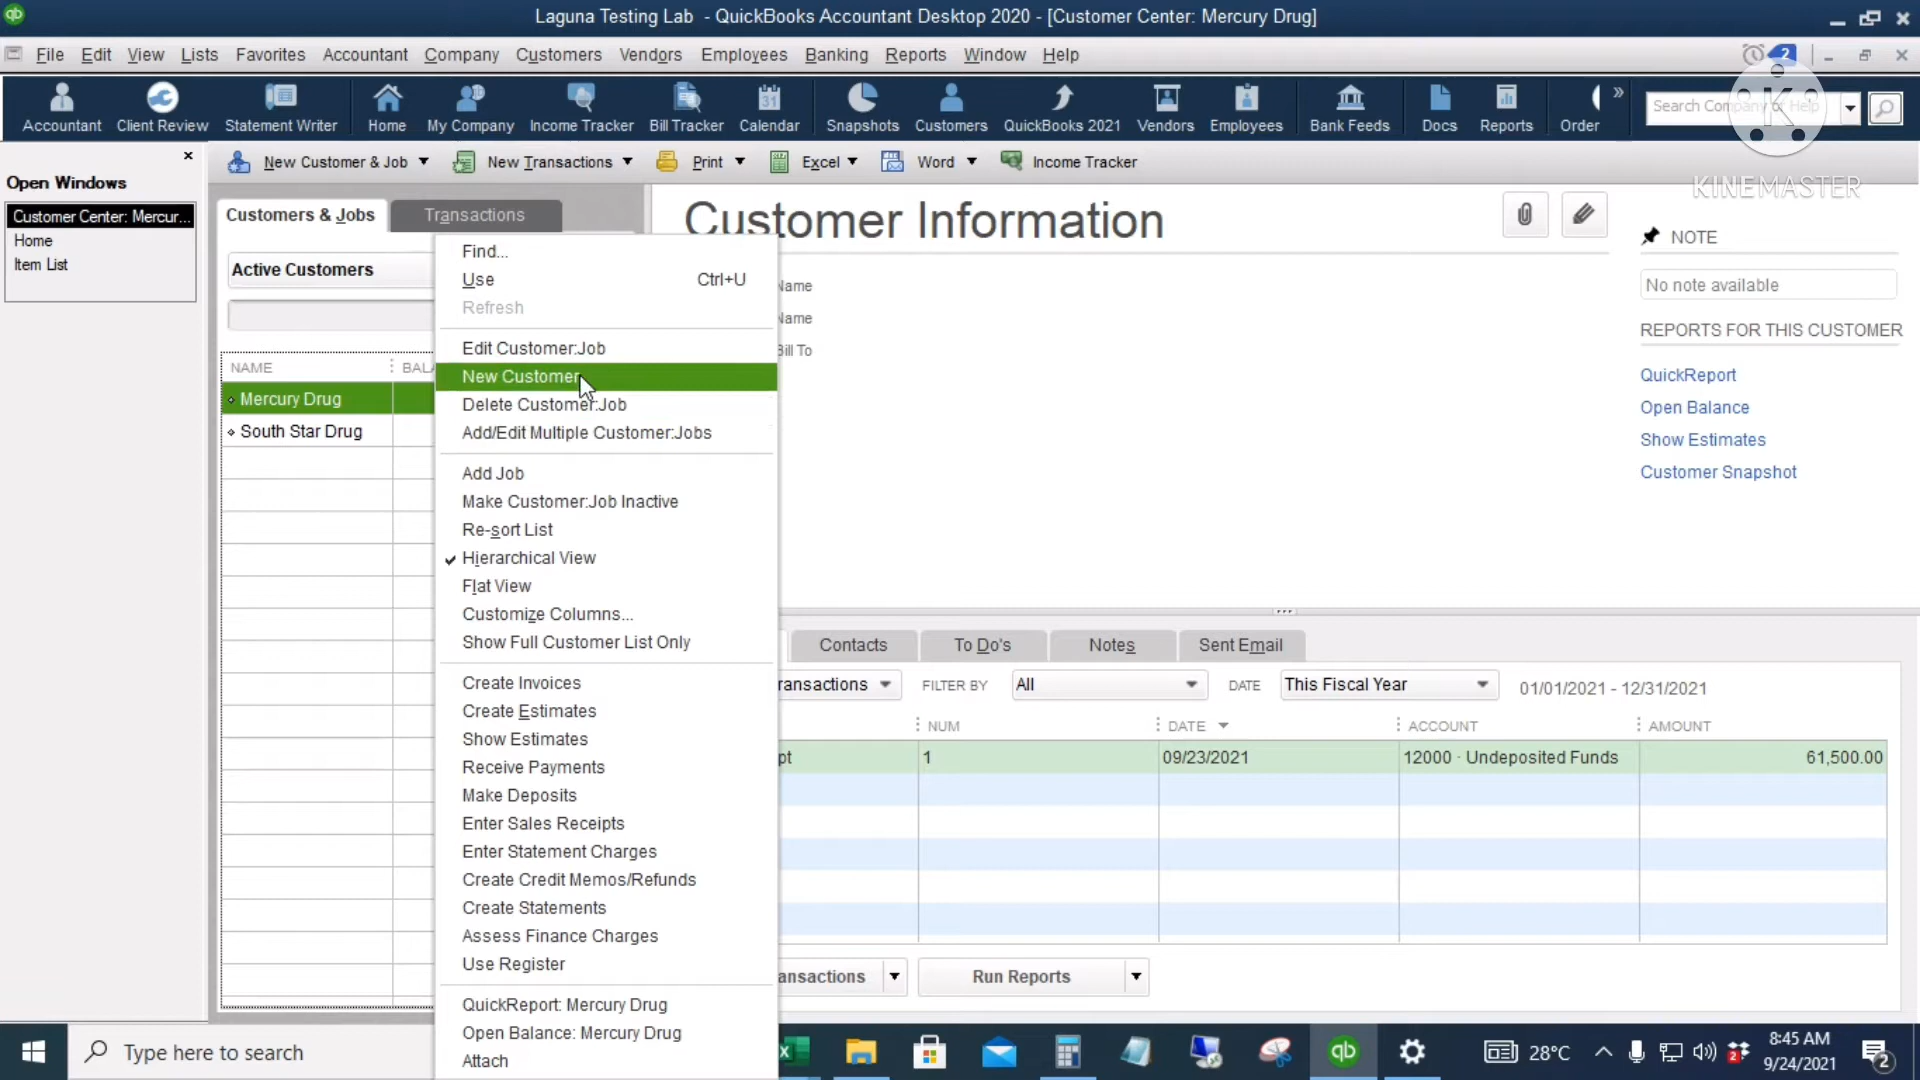 Laguna Testing Lab - QuickBooks Accountant Desktop 2020 - [Customer Center: Mercury Drug]
File Edit View Lists Favorites Accountant Company Customers Vendors Employees Banking Reports Window Help
2
31
Accountant Client Review Statement Writer Home My Company Income Tracker Bill Tracker Calendar Snapshots Customers QuickBooks 2021 Vendors Employees Bank Feeds Docs Reports Order
Search Company or Help
K
KINEMASTER
New Customer & Job New Transactions Print Excel Word Income Tracker
Open Windows
Customer Center: Mercur...
Home
Item List
Customers & Jobs Transactions
Active Customers
NAME BALA
Mercury Drug
South Star Drug
Find...
Use Ctrl+U
Refresh
Edit Customer:Job
New Customer
Delete Customer:Job
Add/Edit Multiple Customer:Jobs
Add Job
Make Customer:Job Inactive
Re-sort List
Hierarchical View
Flat View
Customize Columns...
Show Full Customer List Only
Create Invoices
Create Estimates
Show Estimates
Receive Payments
Make Deposits
Enter Sales Receipts
Enter Statement Charges
Create Credit Memos/Refunds
Create Statements
Assess Finance Charges
Use Register
QuickReport: Mercury Drug
Open Balance: Mercury Drug
Attach
Customer Information
Name
Name
Bill To
NOTE
No note available
REPORTS FOR THIS CUSTOMER
QuickReport
Open Balance
Show Estimates
Customer Snapshot
Contacts To Do's Notes Sent Email
ransactions FILTER BY All DATE This Fiscal Year 01/01/2021 - 12/31/2021
NUM DATE ACCOUNT AMOUNT
pt 1 09/23/2021 12000 · Undeposited Funds 61,500.00
ansactions Run Reports
Type here to search
qb
28°C
2
8:45 AM
9/24/2021
2